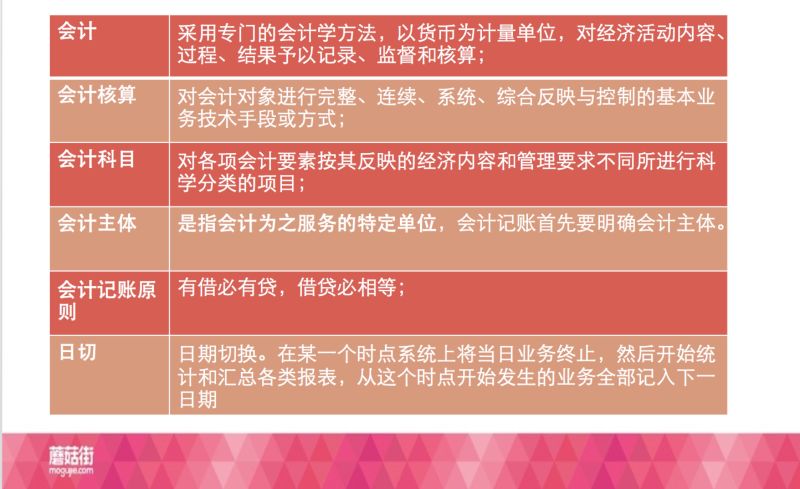 会计
采用专门的会计学方法，以货币为计量单位，对经济活动内容、
过程、结果予以记录、监督和核算；
会计核算
对会计对象进行完整、连续、系统、综合反映与控制的基本业
务技术手段或方式；
会计科目
对各项会计要素按其反映的经济内容和管理要求不同所进行科
学分类的项目；
会计主体
是指会计为之服务的特定单位，会计记账首先要明确会计主体。
会计记账原
则
有借必有贷，借贷必相等；
日切
日期切换。在某一个时点系统上将当日业务终止，然后开始统
计和汇总各类报表，从这个时点开始发生的业务全部记入下一
日期
蘑菇街
mogujie.com